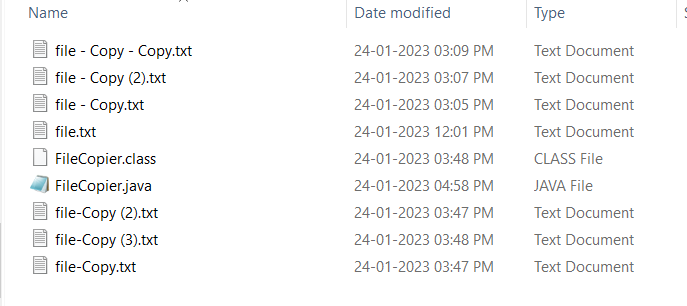 Name Date modified Type S
file - Copy - Copy.txt 24-01-2023 03:09 PM Text Document
file - Copy (2).txt 24-01-2023 03:07 PM Text Document
file - Copy.txt 24-01-2023 03:05 PM Text Document
file.txt 24-01-2023 12:01 PM Text Document
FileCopier.class 24-01-2023 03:48 PM CLASS File
FileCopier.java 24-01-2023 04:58 PM JAVA File
file-Copy (2).txt 24-01-2023 03:47 PM Text Document
file-Copy (3).txt 24-01-2023 03:48 PM Text Document
file-Copy.txt 24-01-2023 03:47 PM Text Document